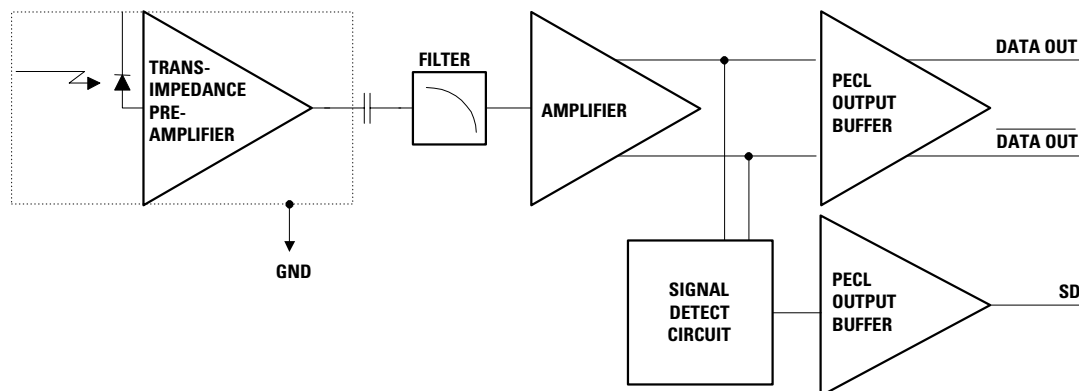 TRANS-
IMPEDANCE
PRE-
AMPLIFIER
GND
FILTER
AMPLIFIER
PECL
OUTPUT
BUFFER
DATA OUT
DATA OUT
SIGNAL
DETECT
CIRCUIT
PECL
OUTPUT
BUFFER
SD